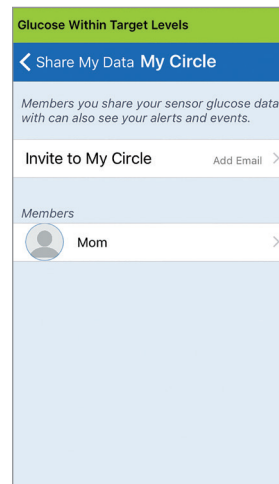 Glucose Within Target Levels
Share My Data My Circle
Members you share your sensor glucose data
with can also see your alerts and events.
Invite to My Circle Add Email
Members
Mom